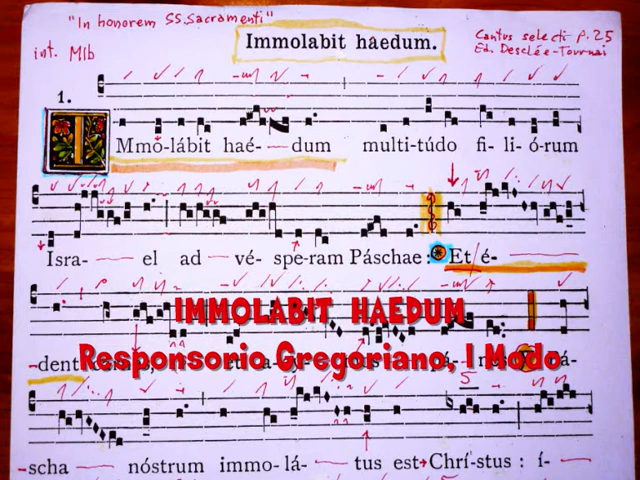 "In honorem SS. Sacramenti"
Cantus selecti P. 25
Ed. Desclée-Tournai
int. MIb
Immolabit haedum.
1.
IMmolábit haé- dum multi-túdo fi- li- ó-rum
Isra- el ad vé- spe-ram Páschae : Et é-
IMMOLABIT HAEDUM
-dent
Responsorio Gregoriano, I Modo
5
-scha nóstrum immo-lá- tus est Chrí-stus : í-